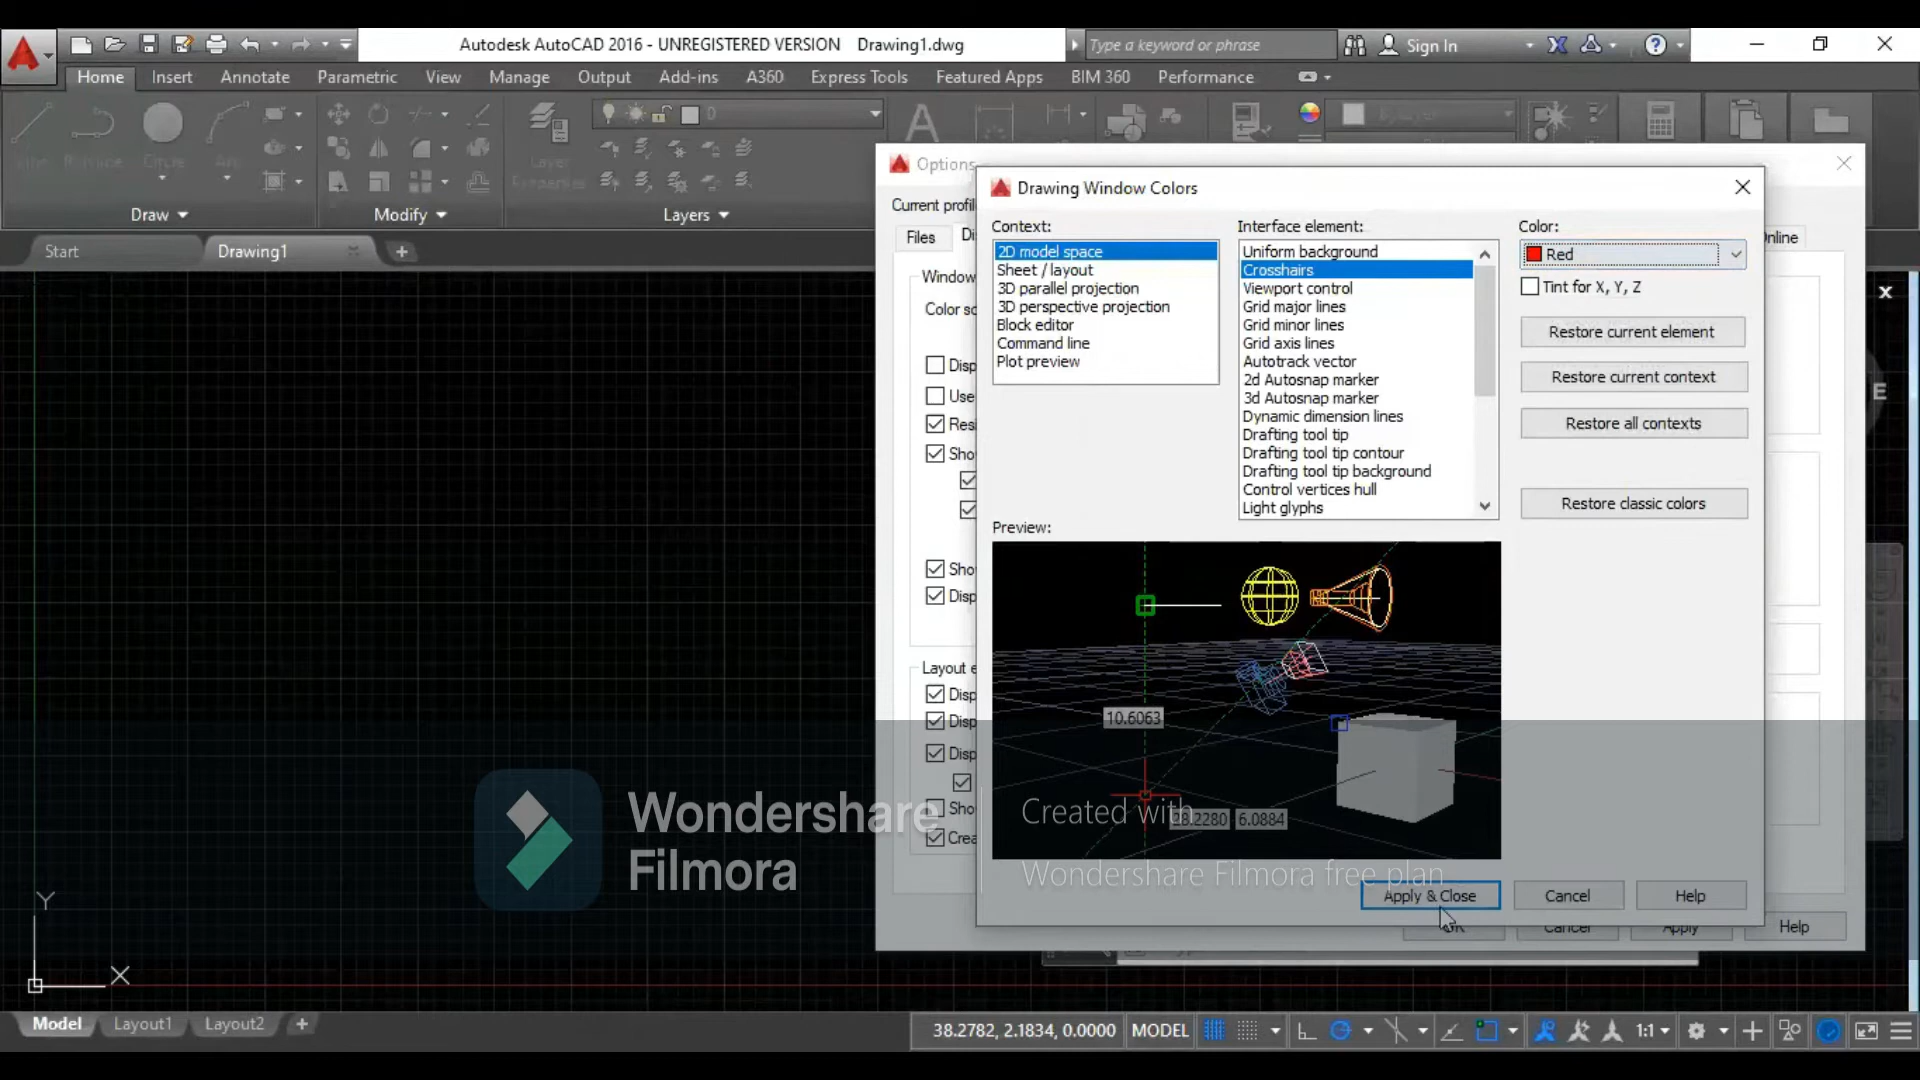 Autodesk AutoCAD 2016 - UNREGISTERED VERSION Drawing1.dwg
Type a keyword or phrase
Sign In
Home Insert Annotate Parametric View Manage Output Add-ins A360 Express Tools Featured Apps BIM 360 Performance
0
Layer
Draw Modify Layers
Start Drawing1
Options
Files
Online
Drawing Window Colors
Context:
2D model space
Sheet / layout
3D parallel projection
3D perspective projection
Block editor
Command line
Plot preview
Interface element:
Uniform background
Crosshairs
Viewport control
Grid major lines
Grid minor lines
Grid axis lines
Autotrack vector
2d Autosnap marker
3d Autosnap marker
Dynamic dimension lines
Drafting tool tip
Drafting tool tip contour
Drafting tool tip background
Control vertices hull
Light glyphs
Color:
Red
Tint for X, Y, Z
Restore current element
Restore current context
Restore all contexts
Restore classic colors
Preview:
10.6063
28.2280 6.0884
Wondershare
Filmora
Created with
Wondershare Filmora free plan
Apply & Close Cancel Help
Cancel Apply Help
E
Y
X
Model Layout1 Layout2
38.2782, 2.1834, 0.0000 MODEL 1:1